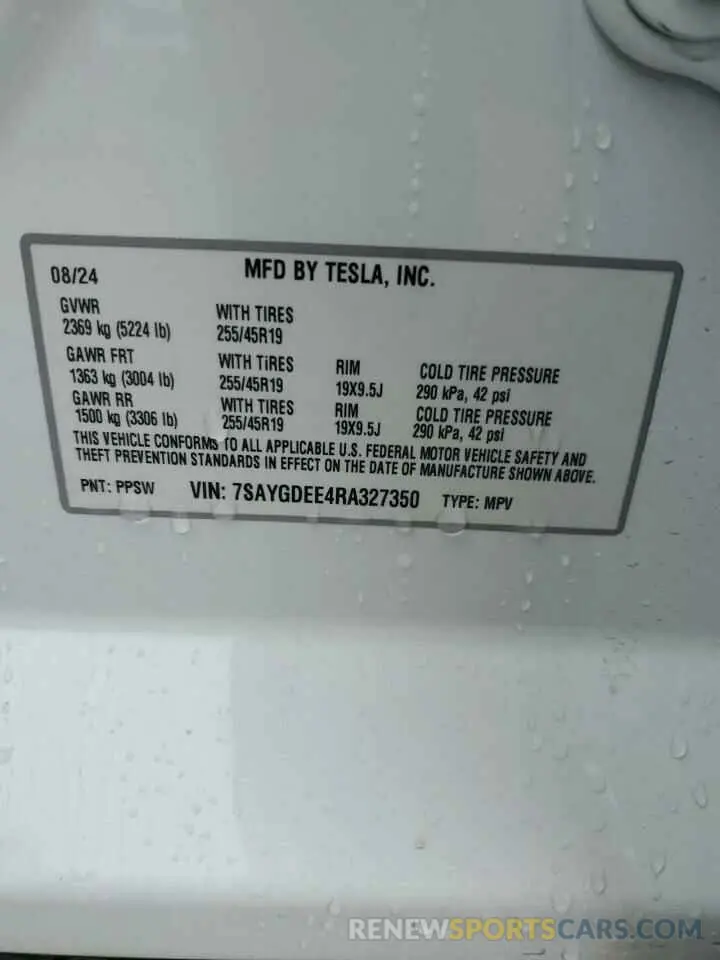 08/24 MFD BY TESLA, INC.
GVWR WITH TIRES
2369 kg (5224 lb) 255/45R19
GAWR FRT WITH TIRES RIM COLD TIRE PRESSURE
1363 kg (3004 lb) 255/45R19 19X9.5J 290 kPa, 42 psi
GAWR RR WITH TIRES RIM COLD TIRE PRESSURE
1500 kg (3306 lb) 255/45R19 19X9.5J 290 kPa, 42 psi
THIS VEHICLE CONFORMS TO ALL APPLICABLE U.S. FEDERAL MOTOR VEHICLE SAFETY AND
THEFT PREVENTION STANDARDS IN EFFECT ON THE DATE OF MANUFACTURE SHOWN ABOVE.
PNT: PPSW VIN: 7SAYGDEE4RA327350 TYPE: MPV
RENEWSPORTSCARS.COM